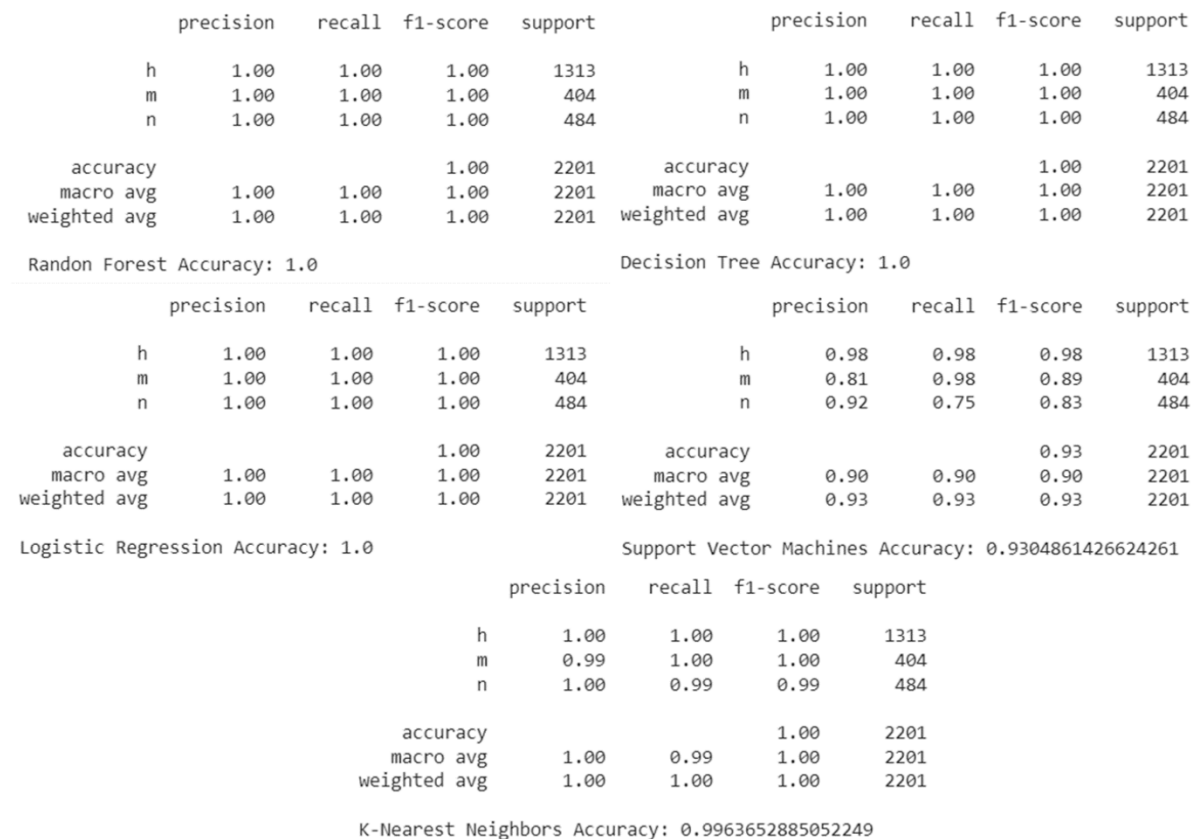 precision recall f1-score support
h 1.00 1.00 1.00 1313
m 1.00 1.00 1.00 404
n 1.00 1.00 1.00 484
accuracy 1.00 2201
macro avg 1.00 1.00 1.00 2201
weighted avg 1.00 1.00 1.00 2201
Randon Forest Accuracy: 1.0
precision recall f1-score support
h 1.00 1.00 1.00 1313
m 1.00 1.00 1.00 404
n 1.00 1.00 1.00 484
accuracy 1.00 2201
macro avg 1.00 1.00 1.00 2201
weighted avg 1.00 1.00 1.00 2201
Decision Tree Accuracy: 1.0
precision recall f1-score support
h 1.00 1.00 1.00 1313
m 1.00 1.00 1.00 404
n 1.00 1.00 1.00 484
accuracy 1.00 2201
macro avg 1.00 1.00 1.00 2201
weighted avg 1.00 1.00 1.00 2201
Logistic Regression Accuracy: 1.0
precision recall f1-score support
h 0.98 0.98 0.98 1313
m 0.81 0.98 0.89 404
n 0.92 0.75 0.83 484
accuracy 0.93 2201
macro avg 0.90 0.90 0.90 2201
weighted avg 0.93 0.93 0.93 2201
Support Vector Machines Accuracy: 0.9304861426624261
precision recall f1-score support
h 1.00 1.00 1.00 1313
m 0.99 1.00 1.00 404
n 1.00 0.99 0.99 484
accuracy 1.00 2201
macro avg 1.00 0.99 1.00 2201
weighted avg 1.00 1.00 1.00 2201
K-Nearest Neighbors Accuracy: 0.9963652885052249